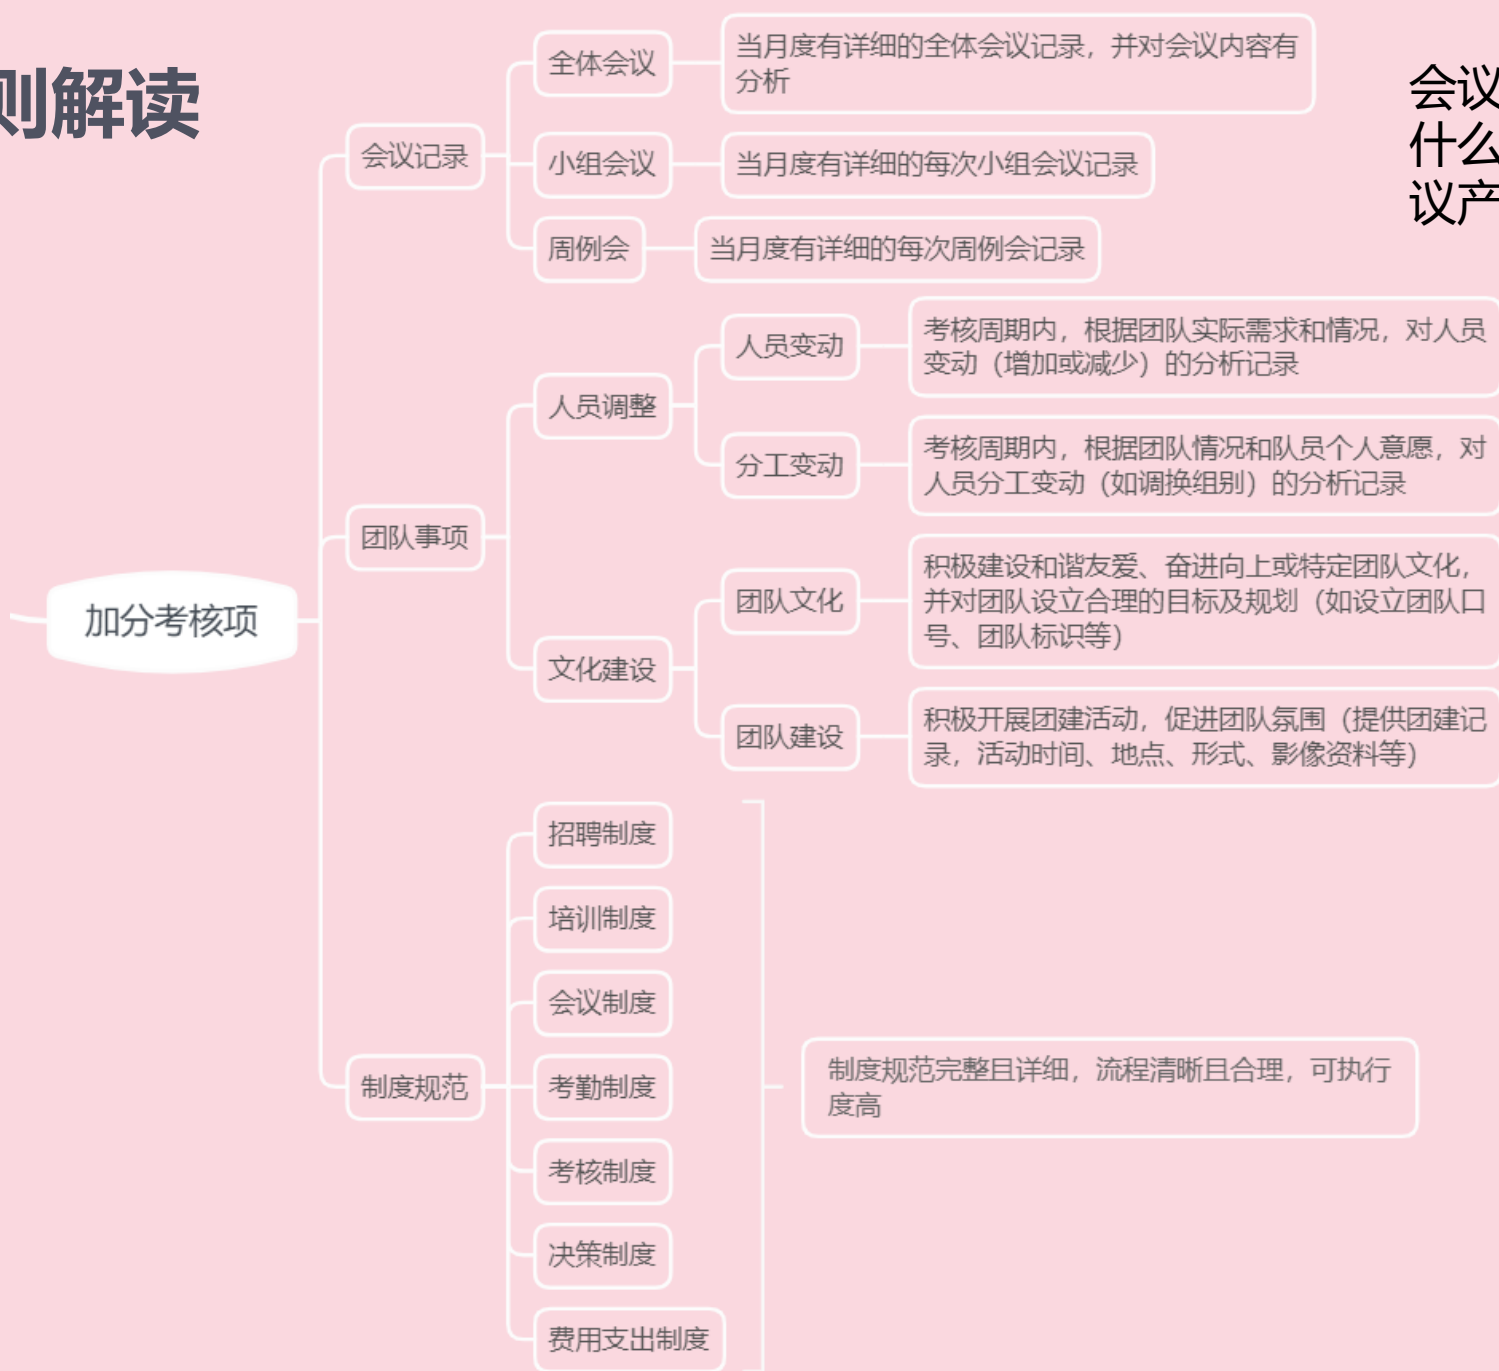 则解读
会议
什么
议产
加分考核项
会议记录
全体会议
当月度有详细的全体会议记录，并对会议内容有
分析
小组会议
当月度有详细的每次小组会议记录
周例会
当月度有详细的每次周例会记录
团队事项
人员调整
人员变动
考核周期内，根据团队实际需求和情况，对人员
变动（增加或减少）的分析记录
分工变动
考核周期内，根据团队情况和队员个人意愿，对
人员分工变动（如调换组别）的分析记录
文化建设
团队文化
积极建设和谐友爱、奋进向上或特定团队文化，
并对团队设立合理的目标及规划（如设立团队口
号、团队标识等）
团队建设
积极开展团建活动，促进团队氛围（提供团建记
录，活动时间、地点、形式、影像资料等）
制度规范
招聘制度
培训制度
会议制度
考勤制度
考核制度
决策制度
费用支出制度
制度规范完整且详细，流程清晰且合理，可执行
度高